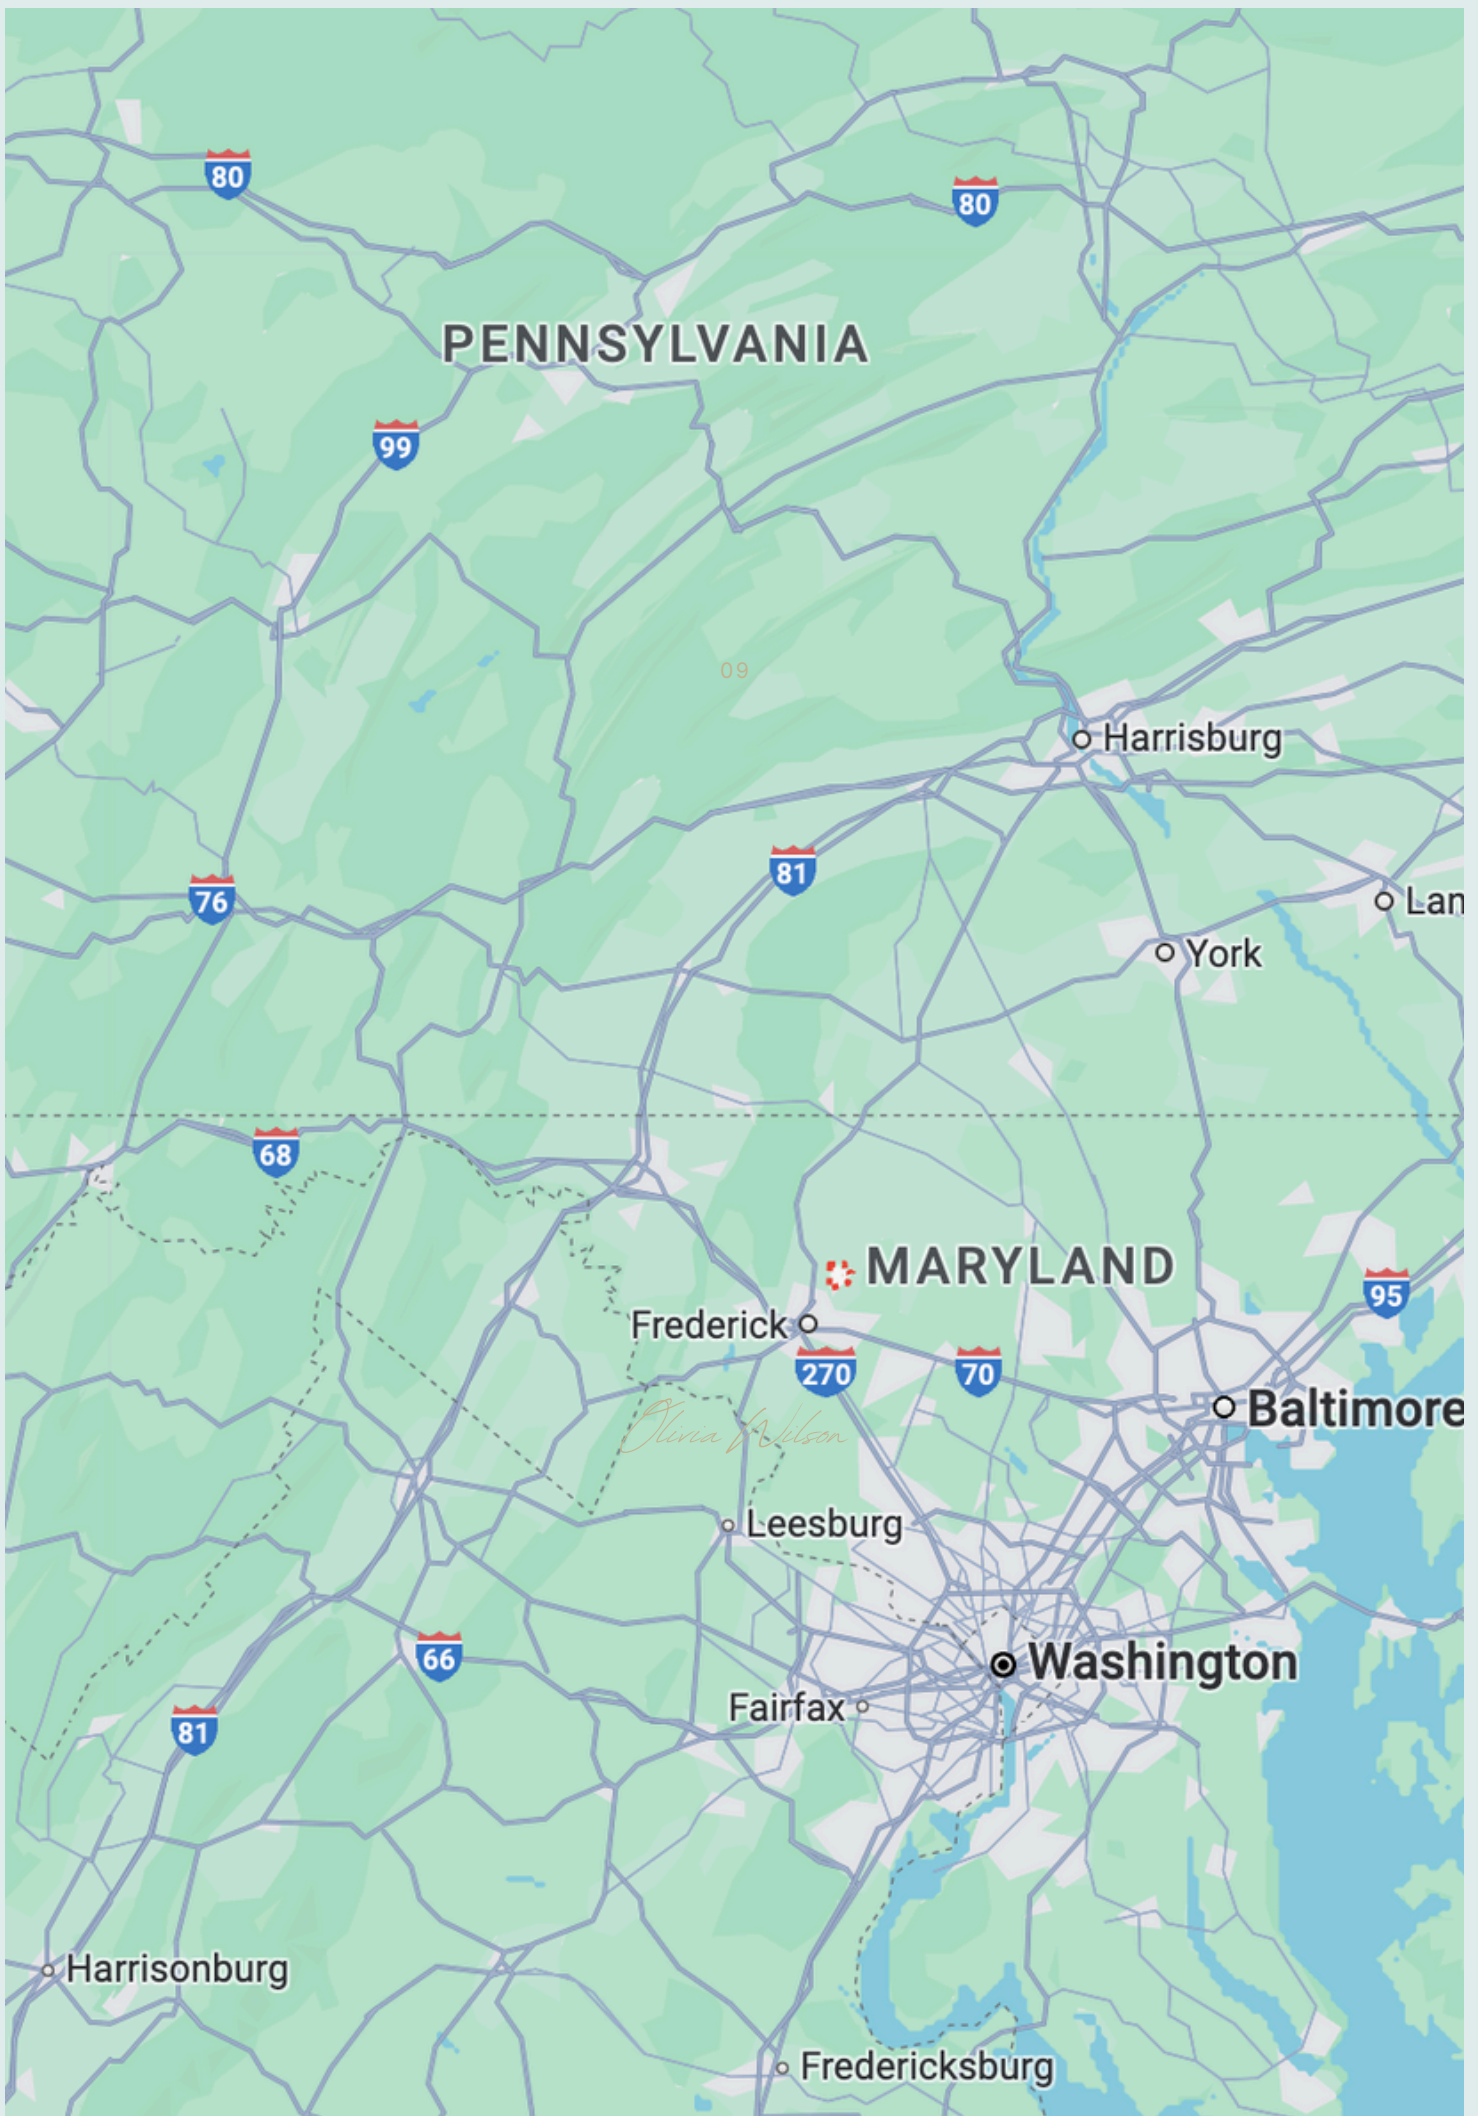 80
80
PENNSYLVANIA
99
09
Harrisburg
81
76
Lan
York
68
MARYLAND
95
Frederick
270
70
Baltimore
Olivia Wilson
Leesburg
66
Washington
Fairfax
81
Harrisonburg
Fredericksburg